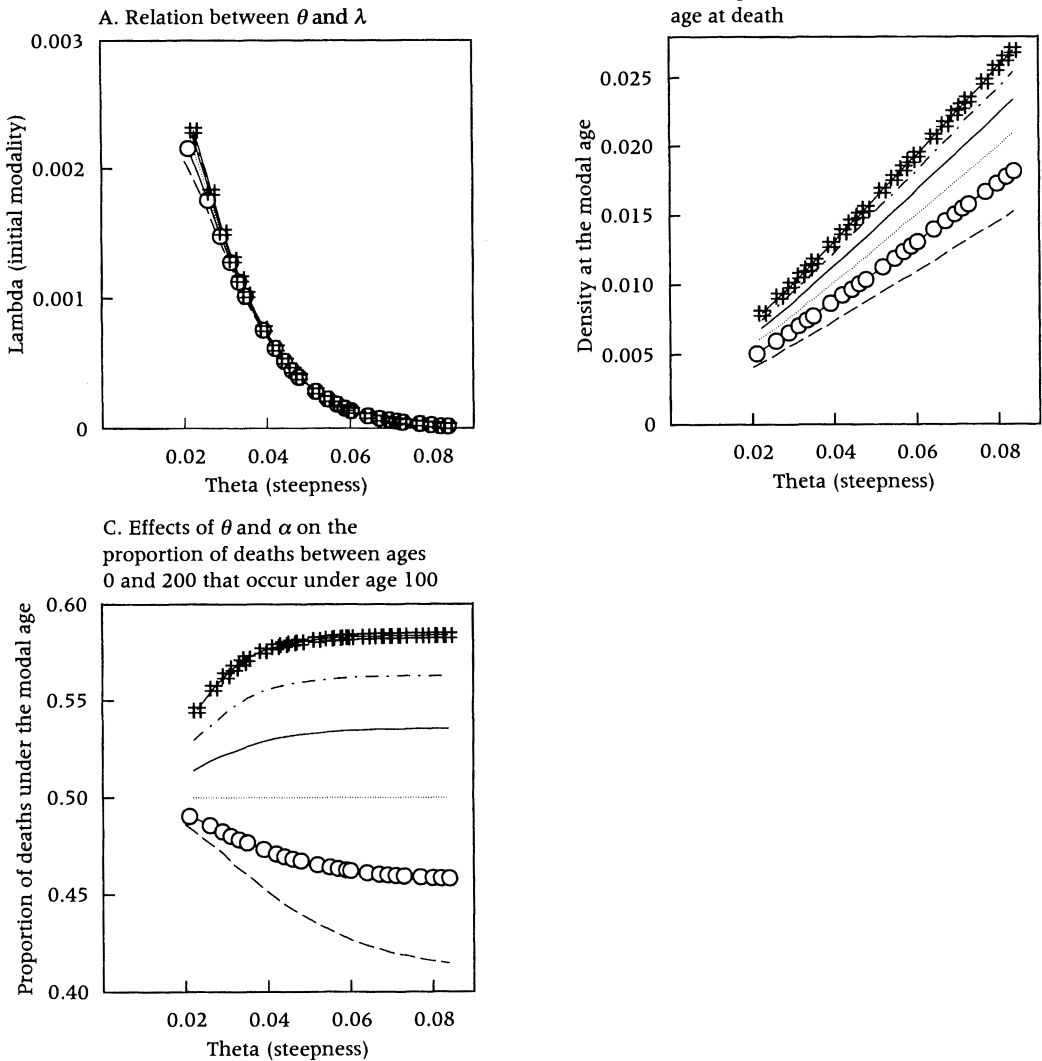 A. Relation between θ and λ
0.003
0.002
0.001
0
Lambda (initial modality)
0.02 0.04 0.06 0.08
Theta (steepness)
age at death
0.025
0.020
0.015
0.010
0.005
0
Density at the modal age
0.02 0.04 0.06 0.08
Theta (steepness)
C. Effects of θ and α on the
proportion of deaths between ages
0 and 200 that occur under age 100
0.60
0.55
0.50
0.45
0.40
Proportion of deaths under the modal age
0.02 0.04 0.06 0.08
Theta (steepness)